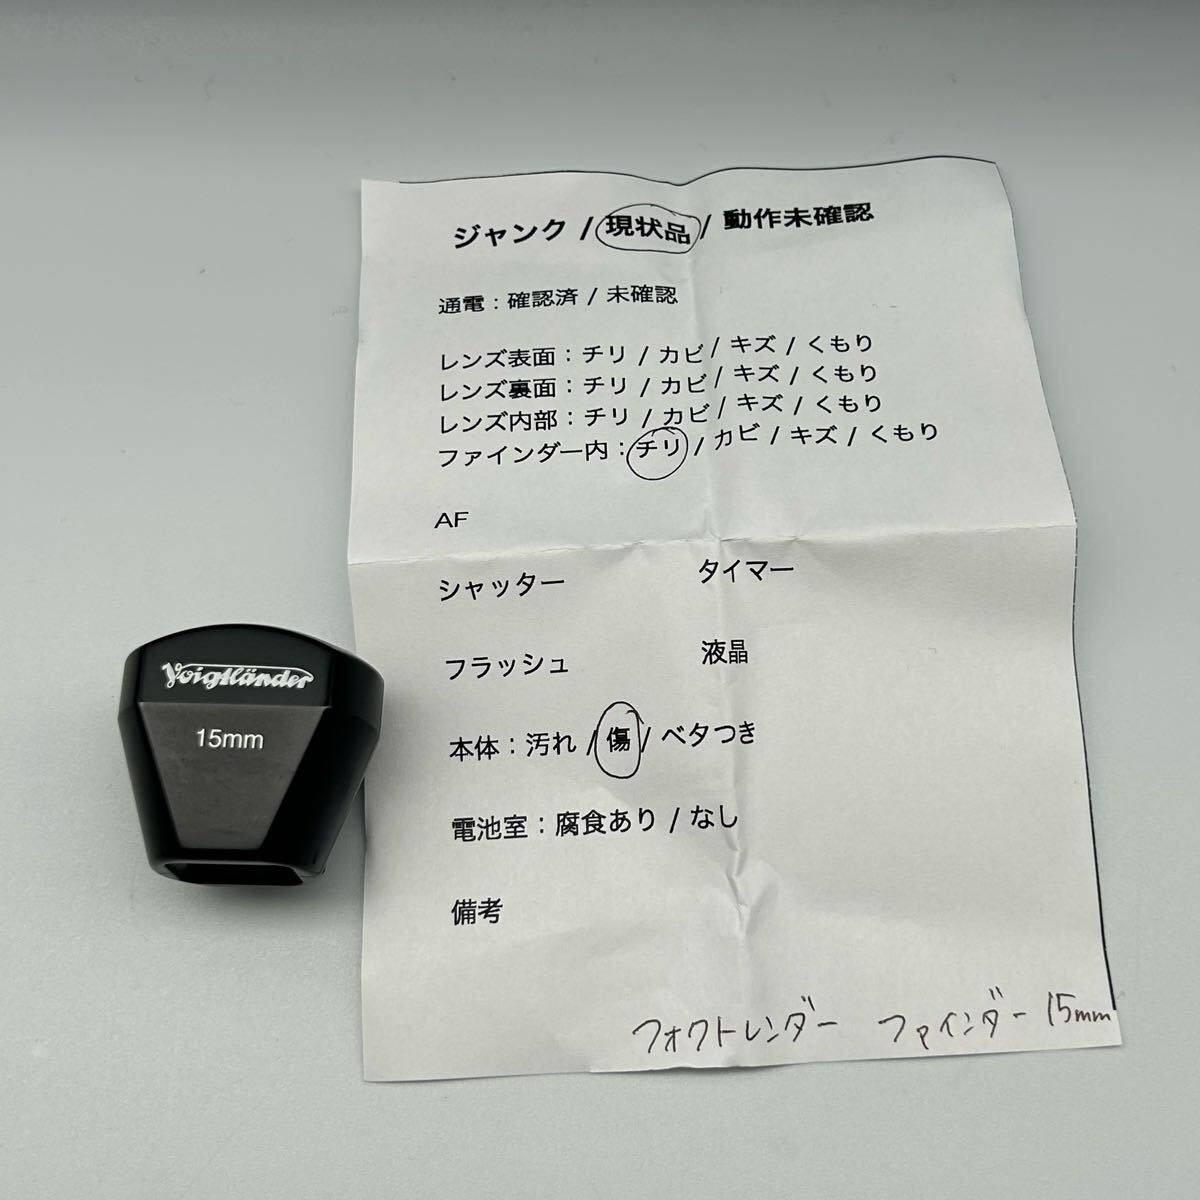 ジャンク / 現状品 / 動作未確認
通電 : 確認済 / 未確認
レンズ表面 : チリ / カビ / キズ / くもり
レンズ裏面 : チリ / カビ / キズ / くもり
レンズ内部 : チリ / カビ / キズ / くもり
ファインダー内 : チリ / カビ / キズ / くもり
AF
シャッター タイマー
フラッシュ 液晶
本体 : 汚れ / 傷 / ベタつき
電池室 : 腐食あり / なし
備考
フォクトレンダー ファインダー 15mm
Voigtländer
15mm